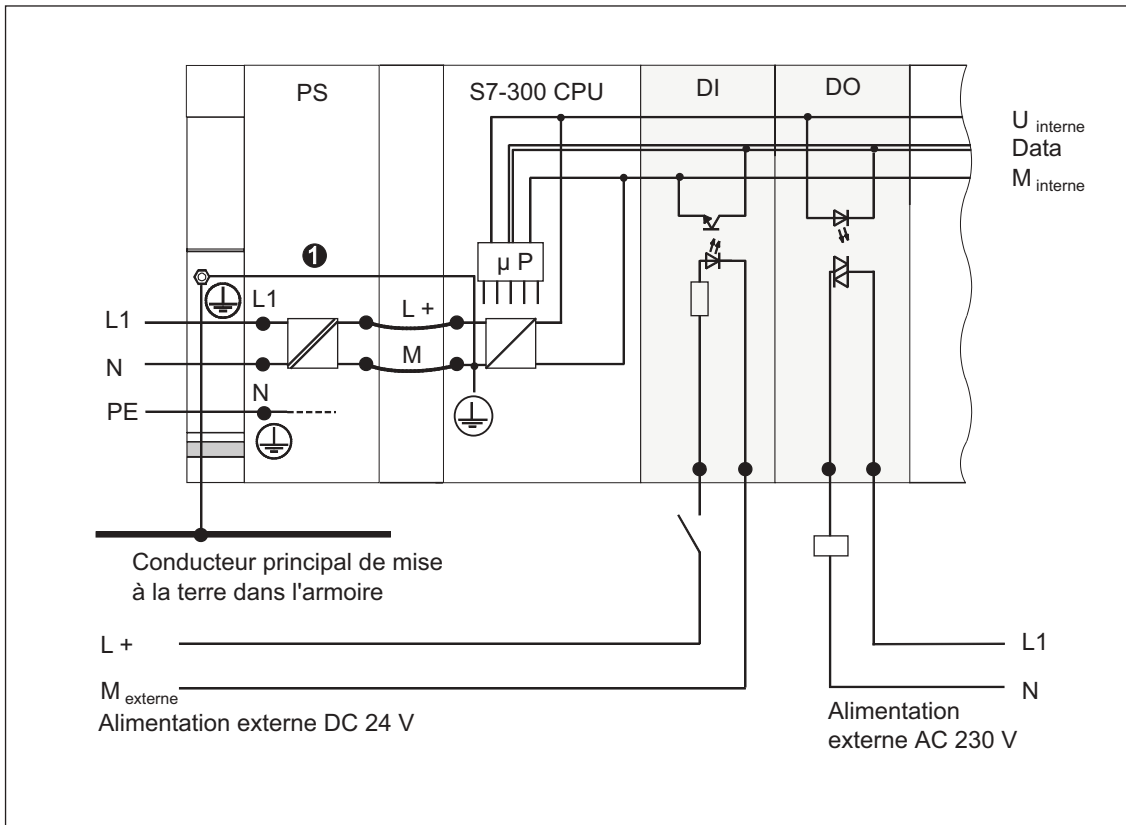 PS
S7-300 CPU
DI
DO
U interne
Data
M interne
1
µ P
L1
L +
L1
N
M
N
PE
Conducteur principal de mise
à la terre dans l'armoire
L +
L1
M externe
N
Alimentation externe DC 24 V
Alimentation
externe AC 230 V